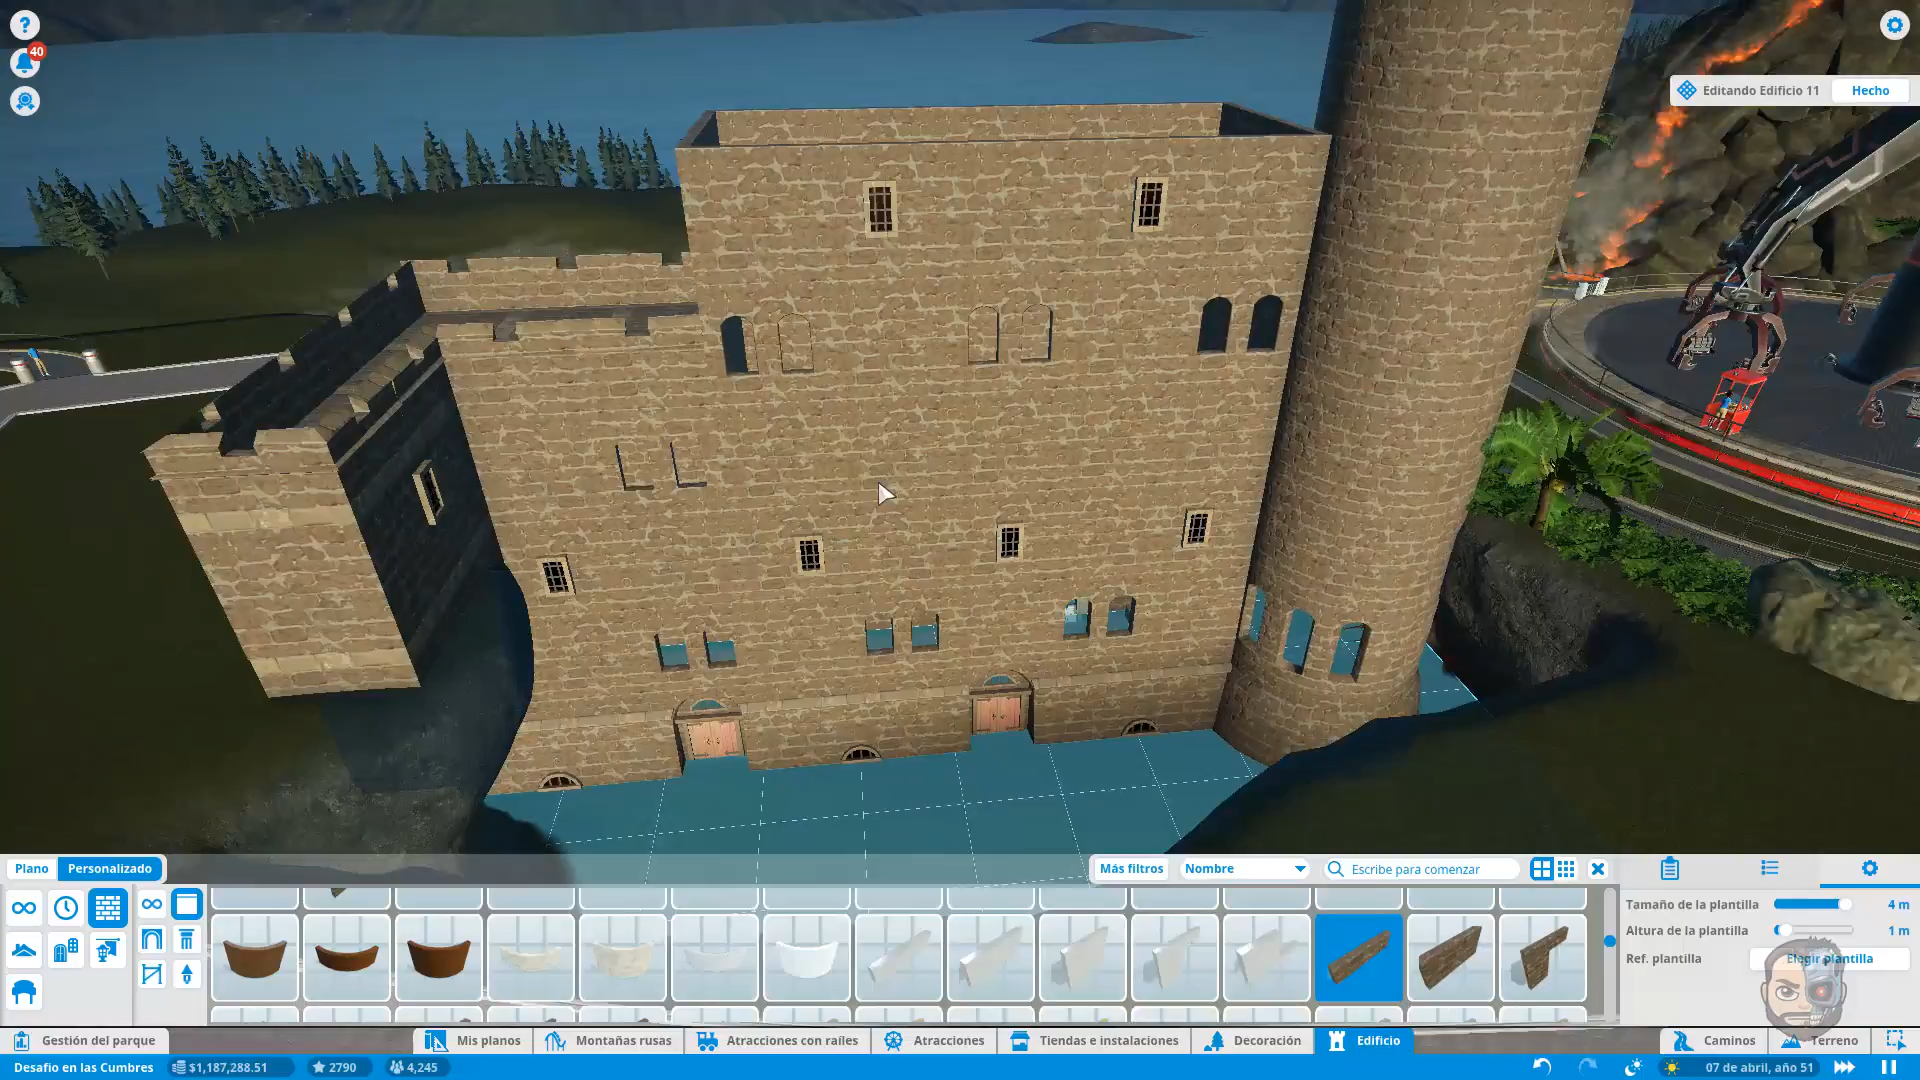 ?
40
Editando Edificio 11
Hecho
Plano
Personalizado
Más filtros
Nombre
Escribe para comenzar
Tamaño de la plantilla
4 m
Altura de la plantilla
1 m
Ref. plantilla
Elegir plantilla
Gestión del parque
Mis planos
Montañas rusas
Atracciones con raíles
Atracciones
Tiendas e instalaciones
Decoración
Edificio
Caminos
Terreno
Desafio en las Cumbres
$1,187,288.51
2790
4,245
07 de abril, año 51